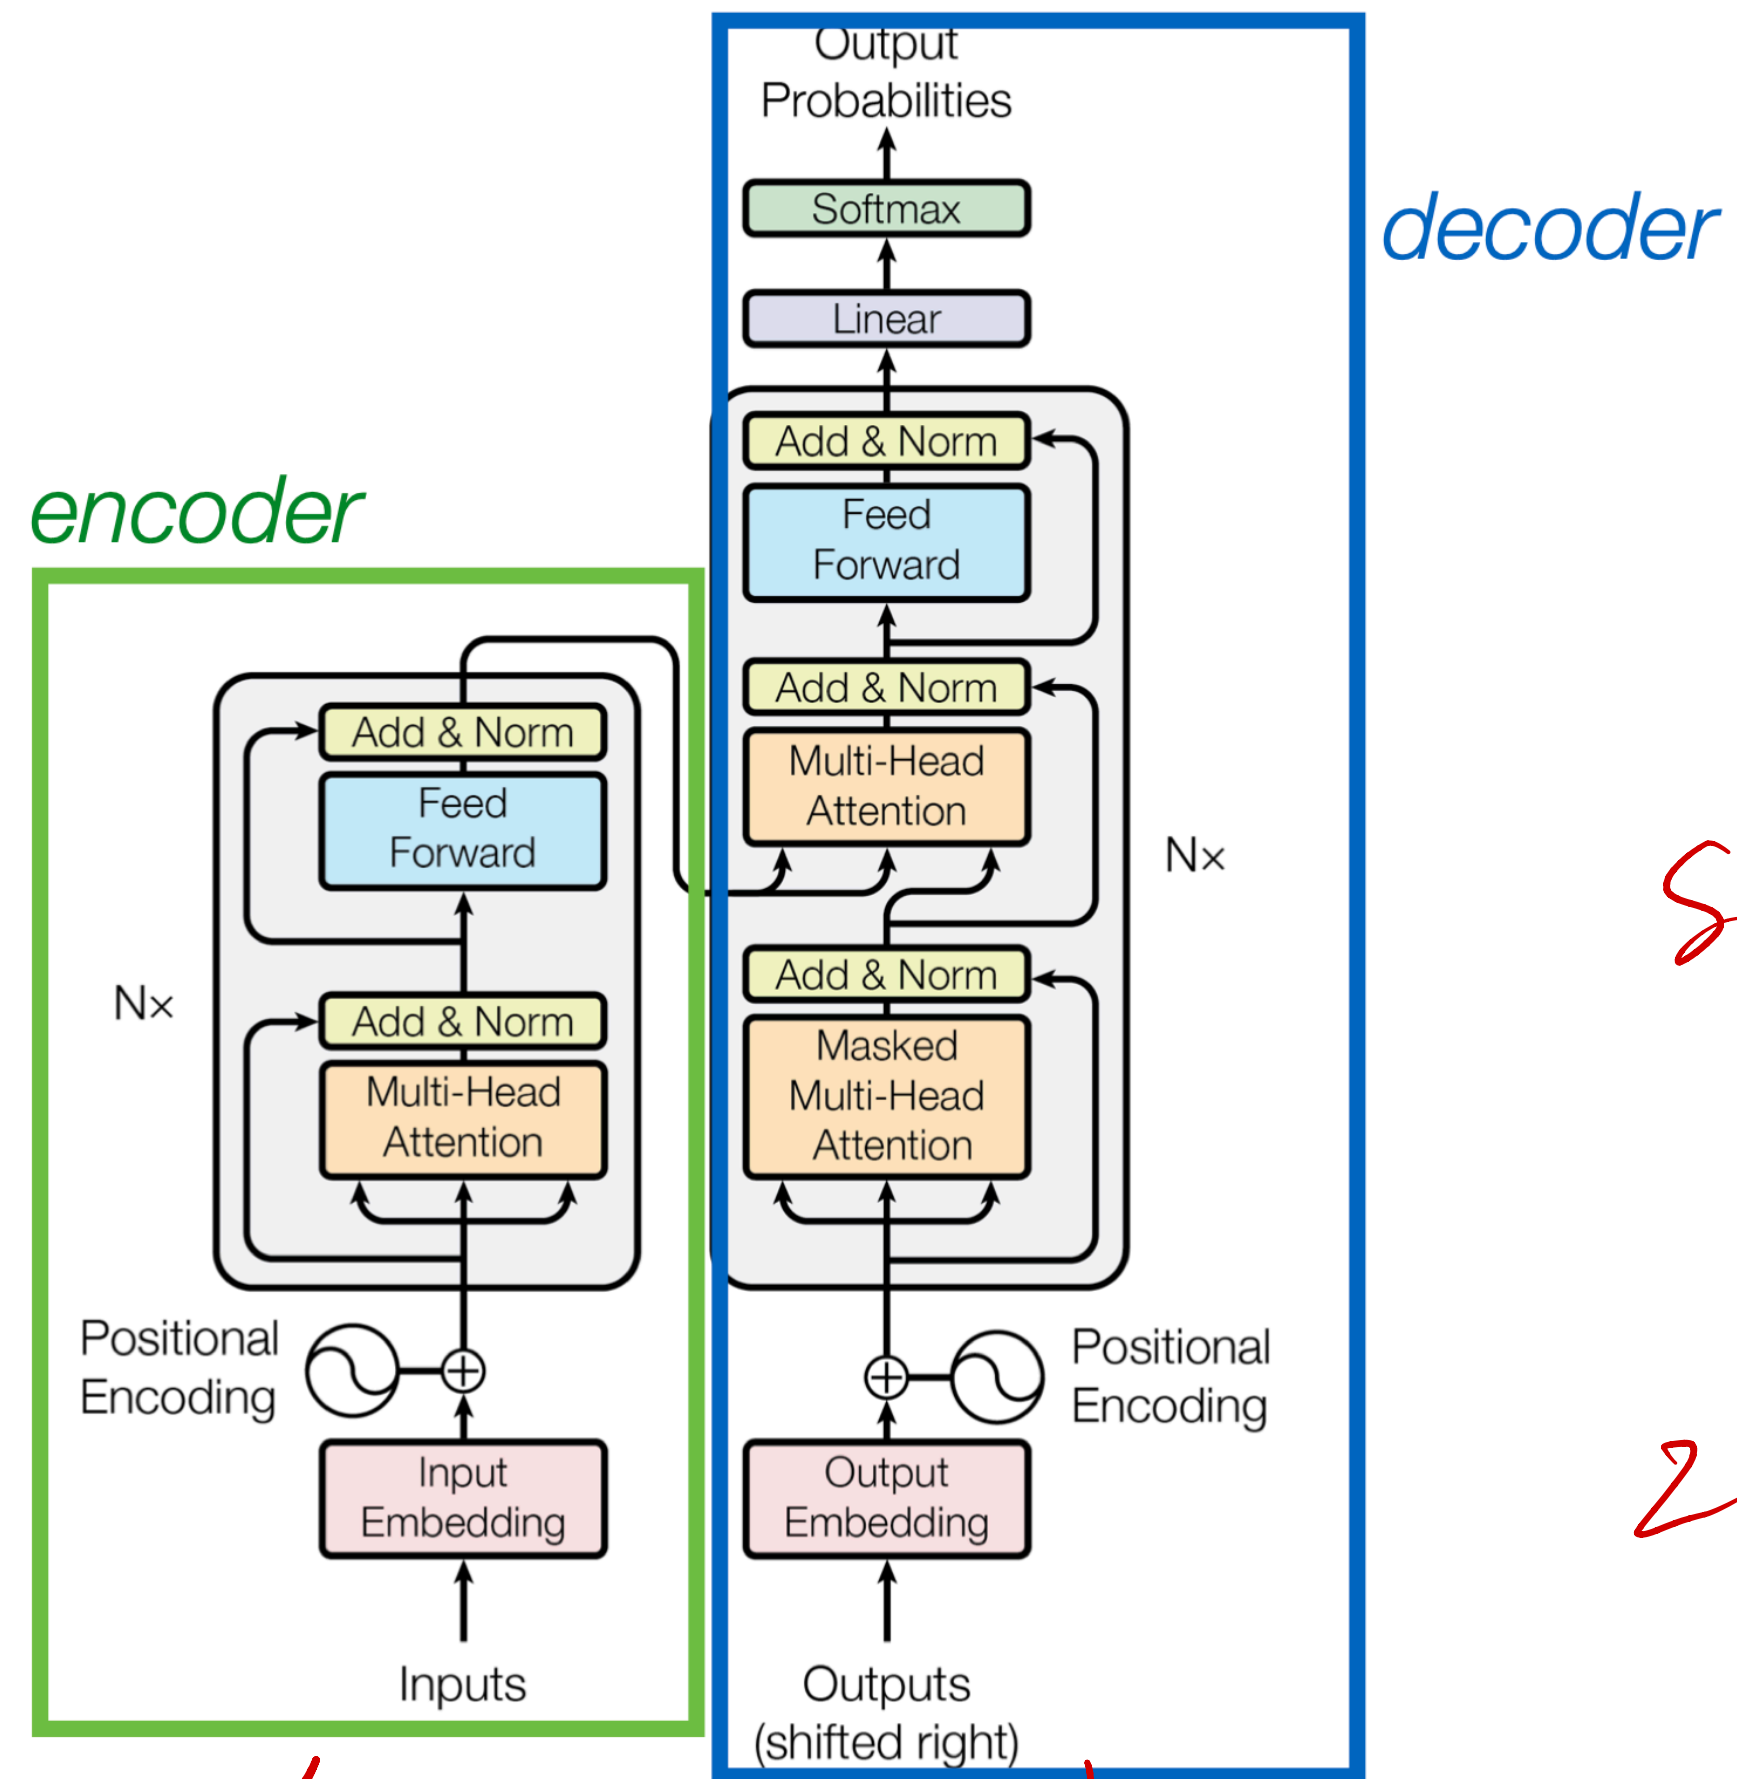 encoder
Add & Norm
Feed
Forward
Nx
Add & Norm
Multi-Head
Attention
Positional
Encoding
Input
Embedding
Inputs
decoder
Output
Probabilities
Softmax
Linear
Add & Norm
Feed
Forward
Add & Norm
Multi-Head
Attention
Nx
Add & Norm
Masked
Multi-Head
Attention
Positional
Encoding
Output
Embedding
Outputs
(shifted right)